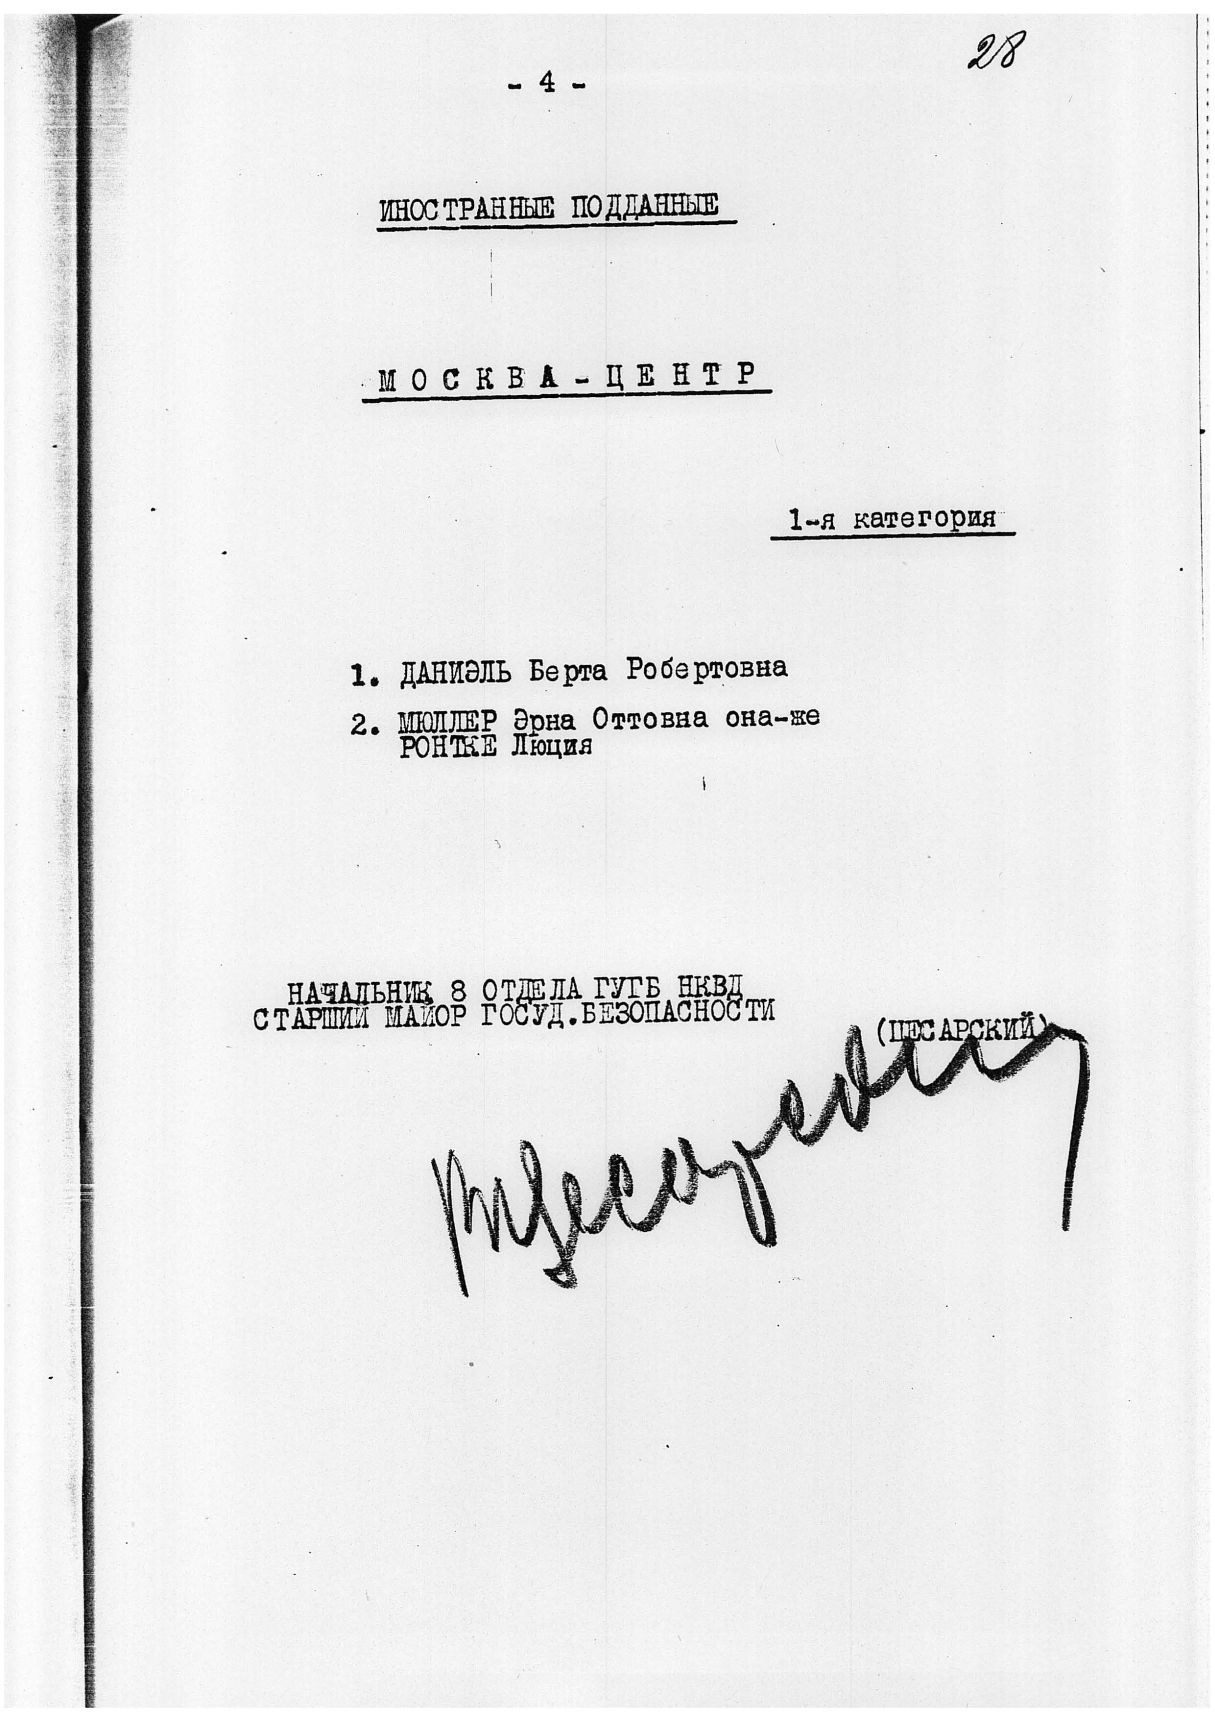 28
- 4 -
ИНОСТРАННЫЕ ПОДДАННЫЕ
МОСКВА-ЦЕНТР
1-я категория
1. ДАНИЭЛЬ Берта Робертовна
2. МЮЛЛЕР Эрна Оттовна она-же
РОНТКЕ Люция
НАЧАЛЬНИК 8 ОТДЕЛА ГУГБ НКВД
СТАРШИЙ МАЙОР ГОСУД.БЕЗОПАСНОСТИ
(ЦЕСАРСКИЙ)